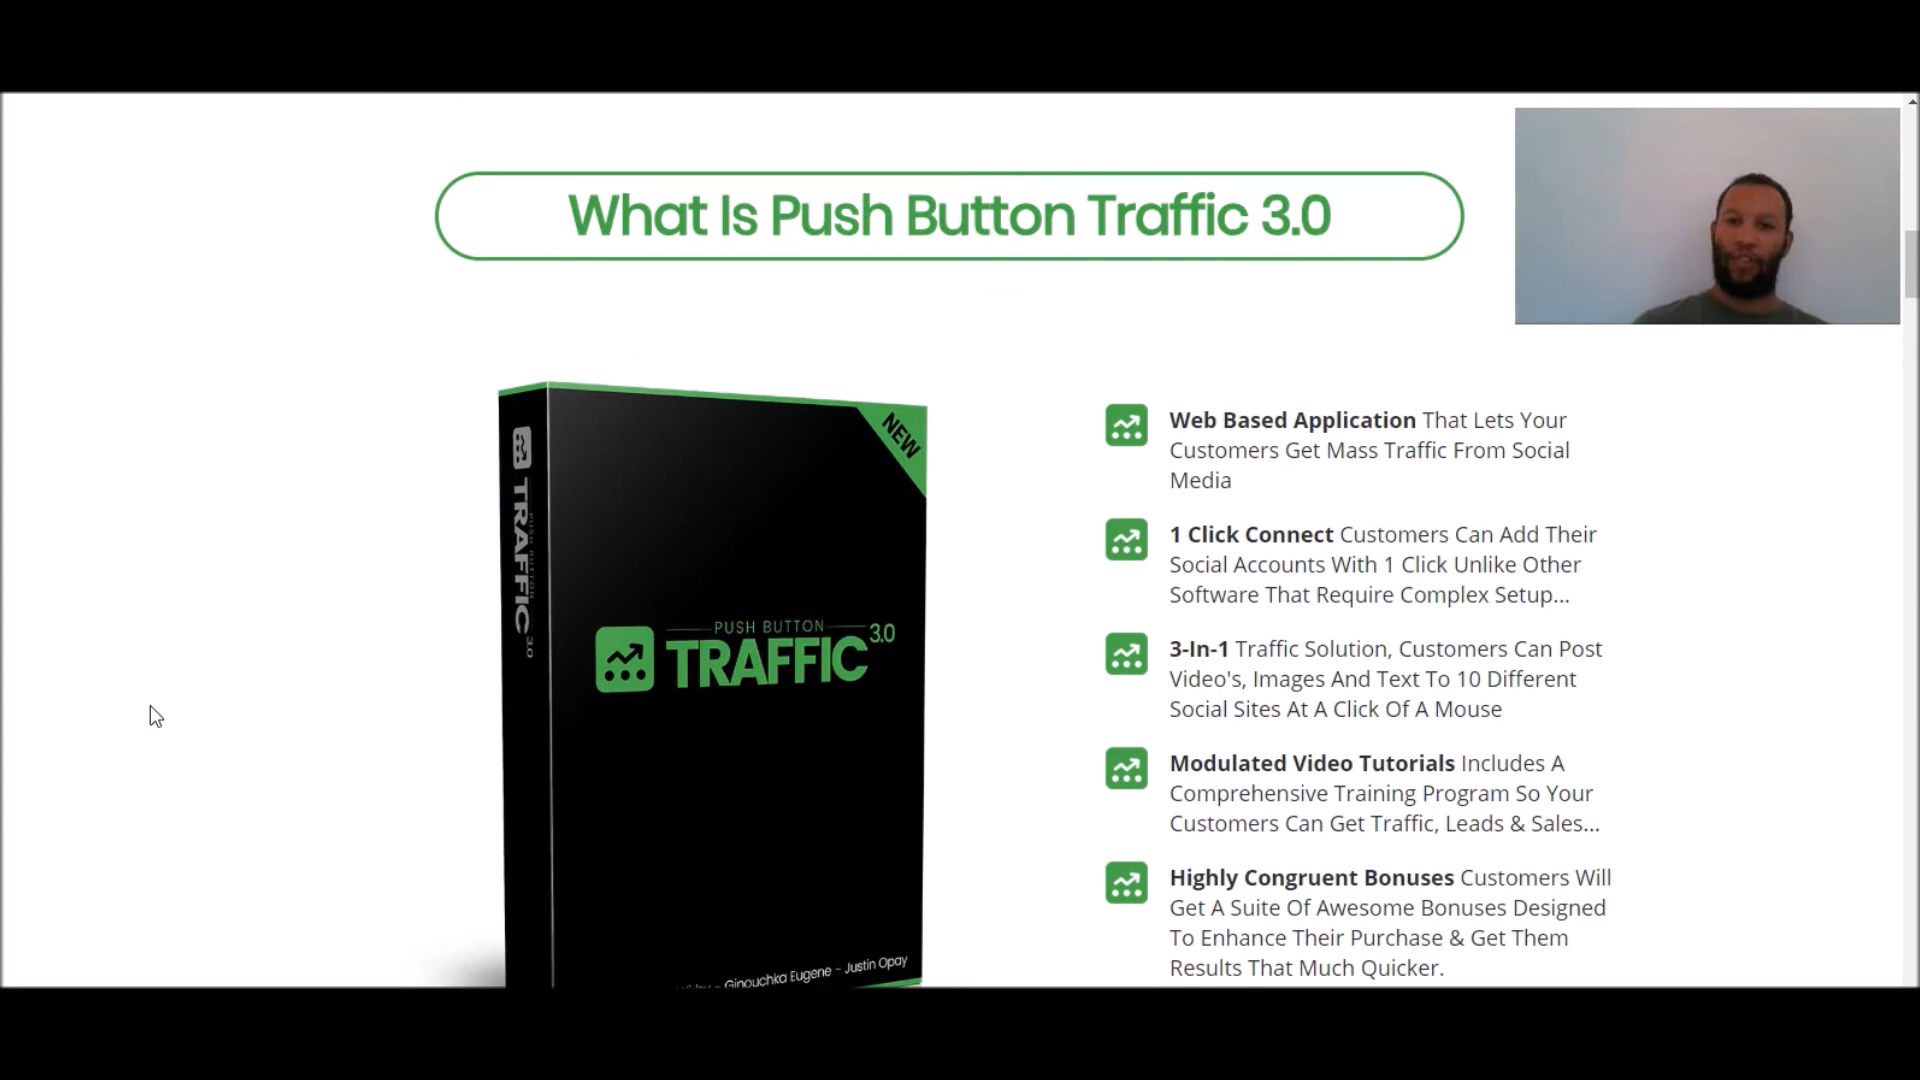 What Is Push Button Traffic 3.0
NEW
PUSH BUTTON
TRAFFIC 3.0
PUSH BUTTON
TRAFFIC 3.0
Ginouchka Eugene - Justin Opay
Web Based Application That Lets Your
Customers Get Mass Traffic From Social
Media
1 Click Connect Customers Can Add Their
Social Accounts With 1 Click Unlike Other
Software That Require Complex Setup...
3-In-1 Traffic Solution, Customers Can Post
Video's, Images And Text To 10 Different
Social Sites At A Click Of A Mouse
Modulated Video Tutorials Includes A
Comprehensive Training Program So Your
Customers Can Get Traffic, Leads & Sales...
Highly Congruent Bonuses Customers Will
Get A Suite Of Awesome Bonuses Designed
To Enhance Their Purchase & Get Them
Results That Much Quicker.